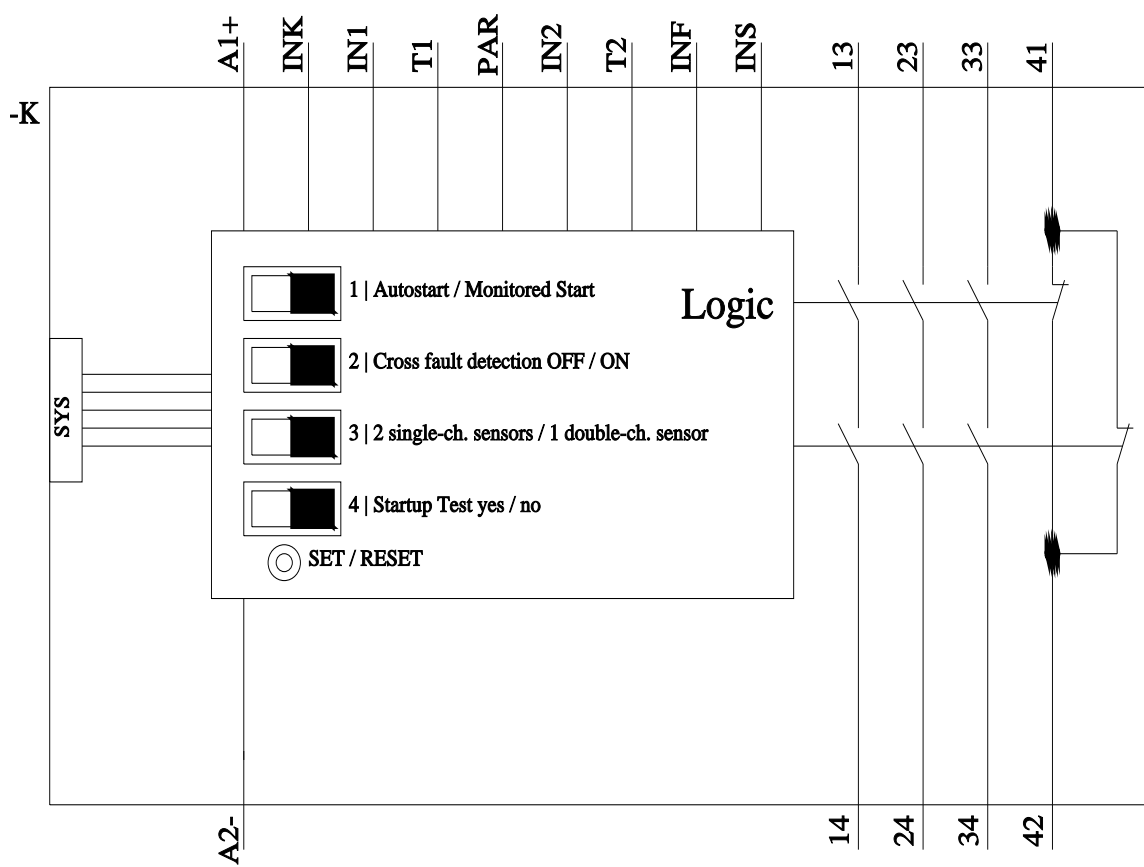 A1+
INK
IN1
T1
PAR
IN2
T2
INF
INS
13
23
33
41
-K
1 | Autostart / Monitored Start
Logic
2 | Cross fault detection OFF / ON
SYS
3 | 2 single-ch. sensors / 1 double-ch. sensor
4 | Startup Test yes / no
SET / RESET
A2-
14
24
34
42